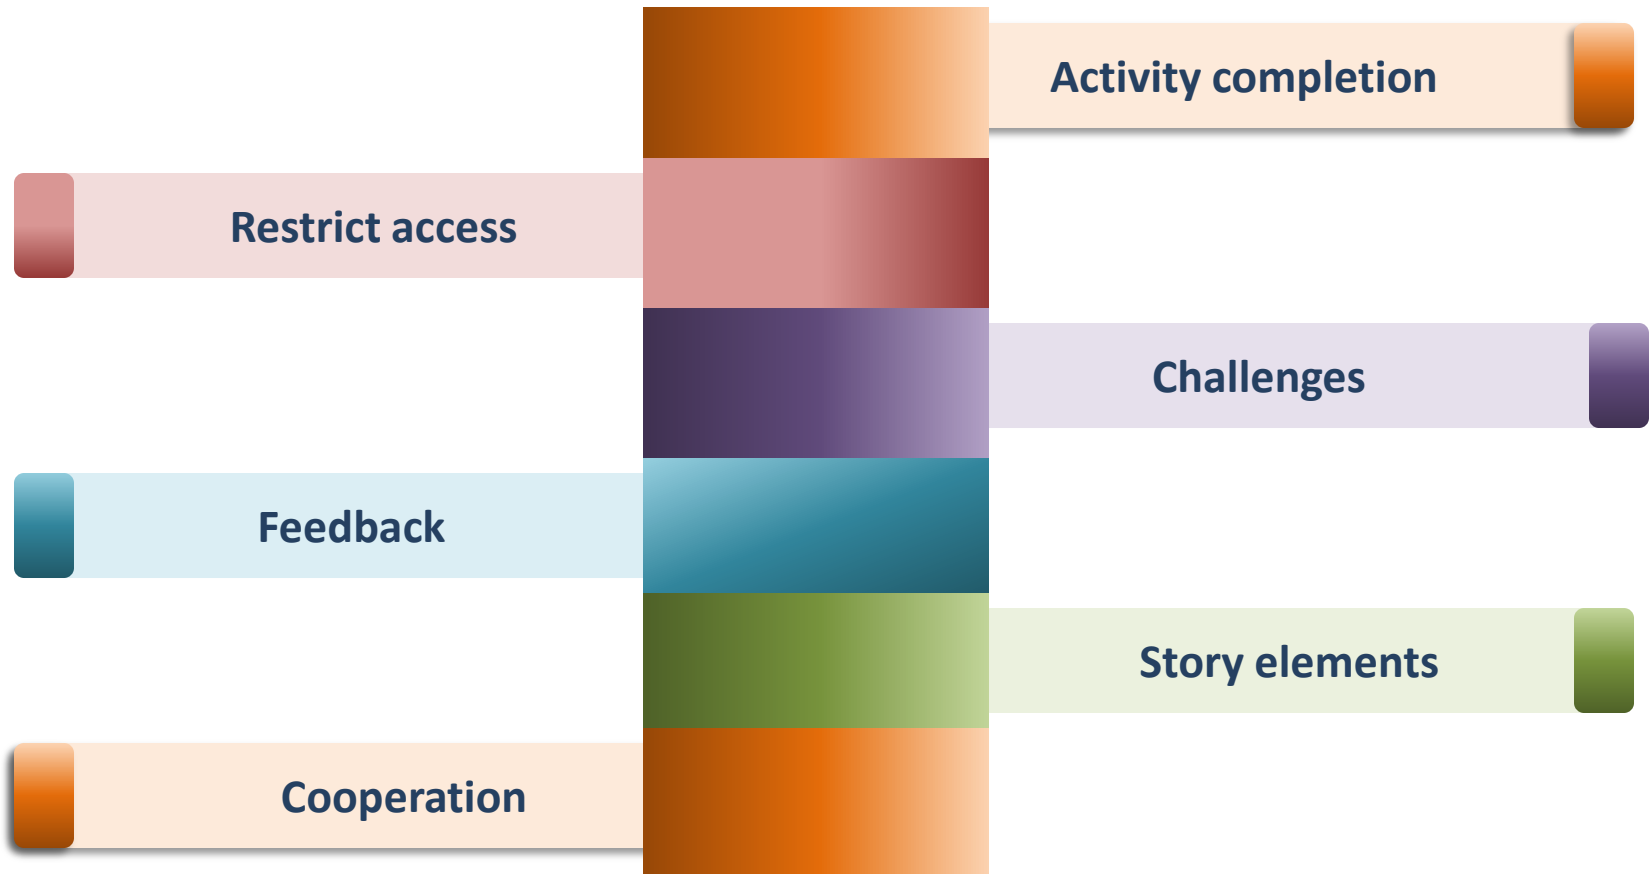 Activity completion
Restrict access
Challenges
Feedback
Story elements
Cooperation